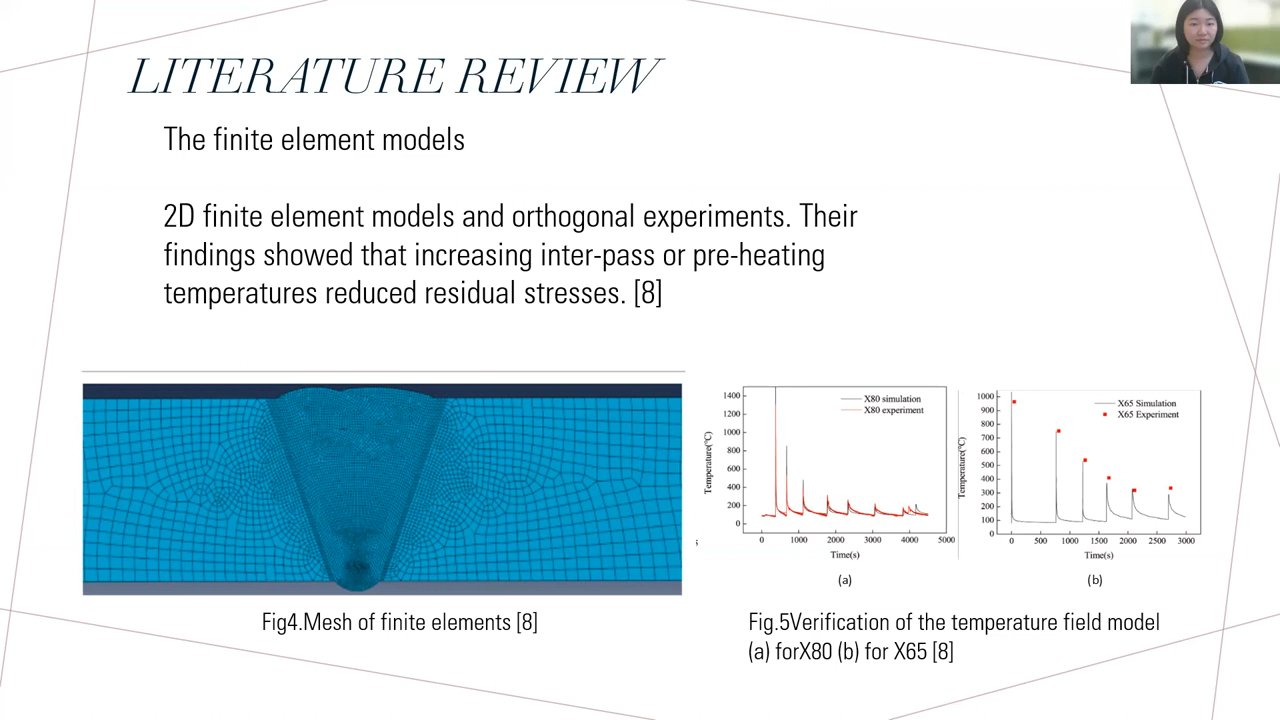 LITERATURE REVIEW
The finite element models
2D finite element models and orthogonal experiments. Their
findings showed that increasing inter-pass or pre-heating
temperatures reduced residual stresses. [8]
1400
1200
1000
800
600
400
200
0
Temperature(°C)
X80 simulation
X80 experiment
0
1000
2000
3000
4000
5000
Time(s)
(a)
1000
900
800
700
600
500
400
300
200
100
0
Temperature(°C)
X65 Simulation
X65 Experiment
0
500
1000
1500
2000
2500
3000
Time(s)
(b)
Fig4.Mesh of finite elements [8]
Fig.5Verification of the temperature field model
(a) forX80 (b) for X65 [8]